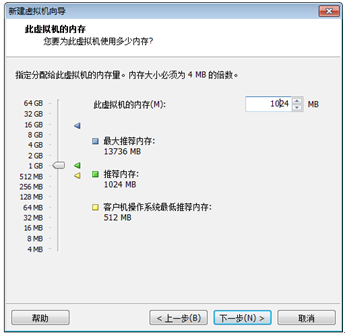 新建虚拟机向导
此虚拟机的内存
您要为此虚拟机使用多少内存?
指定分配给此虚拟机的内存量。内存大小必须为 4 MB 的倍数。
64 GB
32 GB
16 GB
8 GB
4 GB
2 GB
1 GB
512 MB
256 MB
128 MB
64 MB
32 MB
16 MB
8 MB
4 MB
此虚拟机的内存(M): 1024 MB
最大推荐内存:
13736 MB
推荐内存:
1024 MB
客户机操作系统最低推荐内存:
512 MB
帮助 < 上一步(B) 下一步(N) > 取消